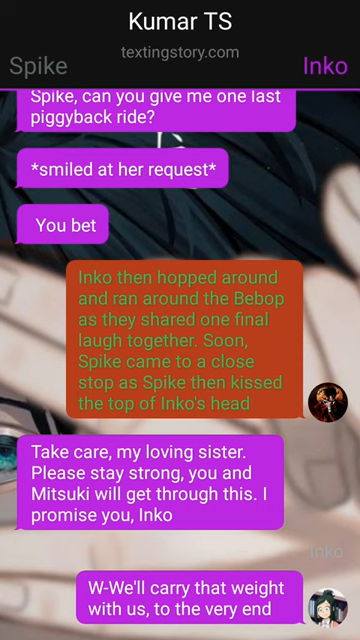 Kumar TS
textingstory.com
Spike
Inko
Spike, can you give me one last
piggyback ride?
*smiled at her request*
You bet
Inko then hopped around
and ran around the Bebop
as they shared one final
laugh together. Soon,
Spike came to a close
stop as Spike then kissed
the top of Inko's head
Take care, my loving sister.
Please stay strong, you and
Mitsuki will get through this. I
promise you, Inko
Inko
W-We'll carry that weight
with us, to the very end